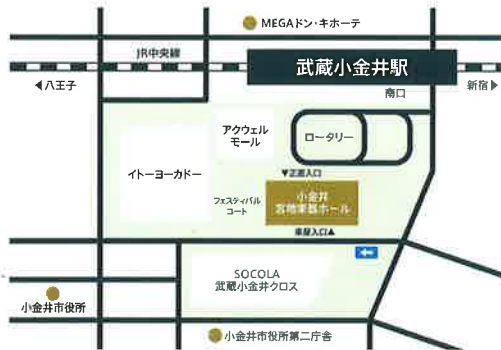 MEGAドン・キホーテ
JR中央線
武蔵小金井駅
◀八王子
南口
新宿▶
アクウェル
モール
ロータリー
イトーヨーカドー
▼正面入口
フェスティバル
コート
小金井
宮地楽器ホール
車屋入口▲
SOCOLA
武蔵小金井クロス
小金井市役所
小金井市役所第二庁舎